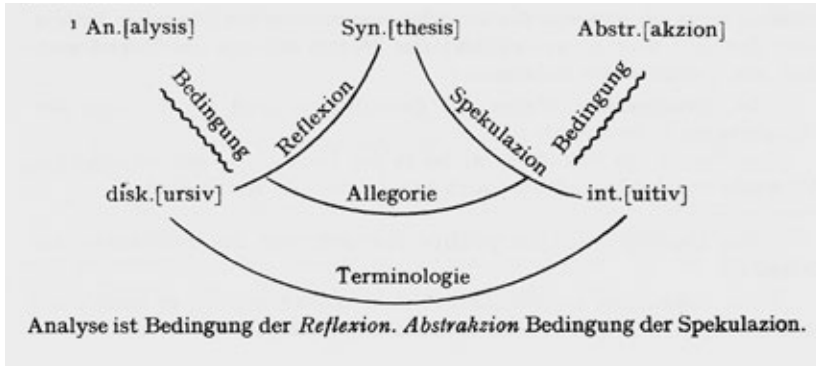 ¹ An.[alysis] Syn.[thesis] Abstr.[akzion]
Bedingung Reflexion Spekulazion Bedingung
disk.[ursiv] Allegorie int.[uitiv]
Terminologie
Analyse ist Bedingung der Reflexion. Abstrakzion Bedingung der Spekulazion.